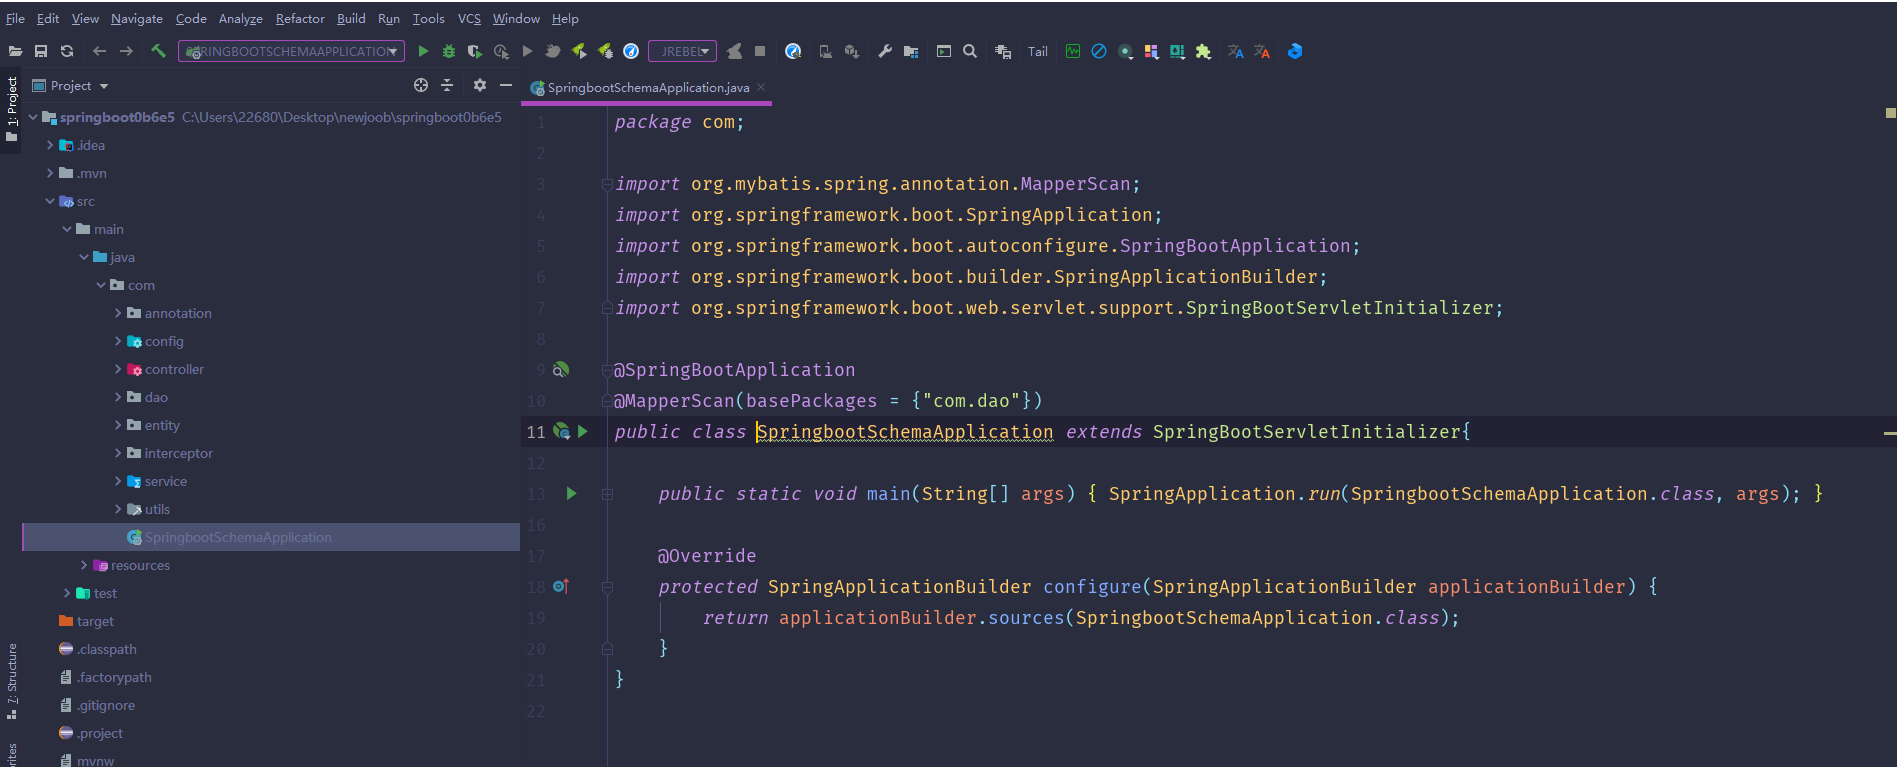 File Edit View Navigate Code Analyze Refactor Build Run Tools VCS Window Help
SPRINGBOOTSCHEMAAPPLICATION JREBEL Tail
1: Project
Project
SpringbootSchemaApplication.java
springboot0b6e5 C:\Users\22680\Desktop\newjoob\springboot0b6e5
.idea
.mvn
src
main
java
com
annotation
config
controller
dao
entity
interceptor
service
utils
SpringbootSchemaApplication
resources
test
target
.classpath
.factorypath
.gitignore
.project
mvnw
7: Structure
1 package com;
2
3 import org.mybatis.spring.annotation.MapperScan;
4 import org.springframework.boot.SpringApplication;
5 import org.springframework.boot.autoconfigure.SpringBootApplication;
6 import org.springframework.boot.builder.SpringApplicationBuilder;
7 import org.springframework.boot.web.servlet.support.SpringBootServletInitializer;
8
9 @SpringBootApplication
10 @MapperScan(basePackages = {"com.dao"})
11 public class SpringbootSchemaApplication extends SpringBootServletInitializer{
12
13 public static void main(String[] args) { SpringApplication.run(SpringbootSchemaApplication.class, args); }
16
17 @Override
18 protected SpringApplicationBuilder configure(SpringApplicationBuilder applicationBuilder) {
19 return applicationBuilder.sources(SpringbootSchemaApplication.class);
20 }
21 }
22